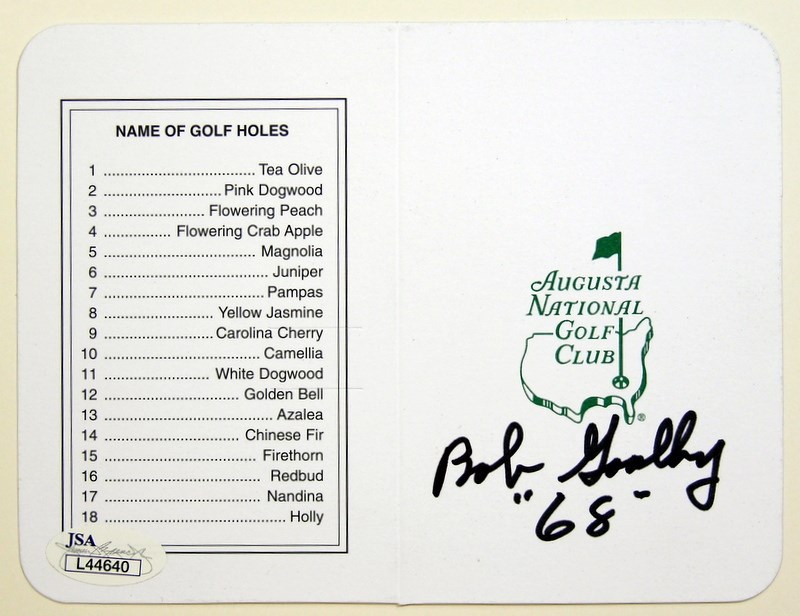 NAME OF GOLF HOLES
1 .................................... Tea Olive
2 ............................ Pink Dogwood
3 ........................ Flowering Peach
4 ................ Flowering Crab Apple
5 .................................... Magnolia
6 ....................................... Juniper
7 ...................................... Pampas
8 ........................... Yellow Jasmine
9 .......................... Carolina Cherry
10 .................................... Camellia
11 .......................... White Dogwood
12 ................................ Golden Bell
13 ........................................ Azalea
14 ................................ Chinese Fir
15 ..................................... Firethorn
16 ...................................... Redbud
17 ..................................... Nandina
18 ........................................... Holly
JSA
L44640
AUGUSTA
NATIONAL
GOLF
CLUB
®
Bob Goalby
"68"